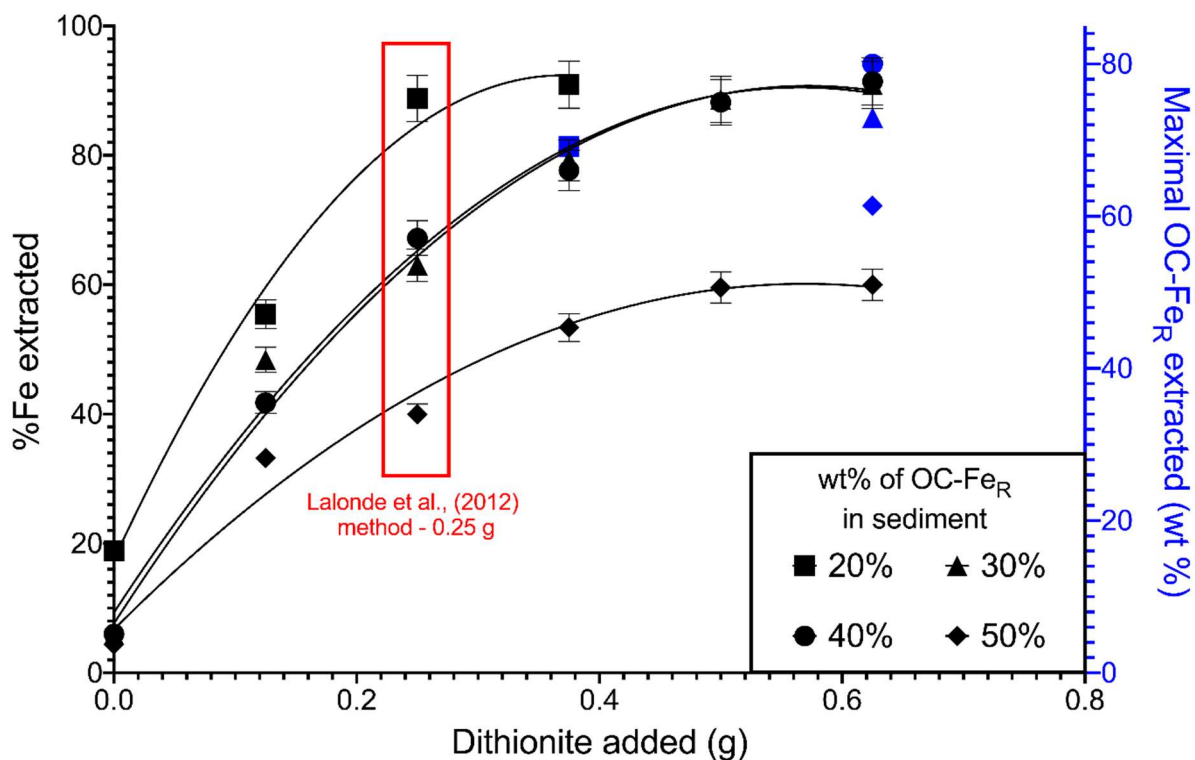 100
80
60
40
20
0
%Fe extracted
0.0
0.2
0.4
0.6
0.8
Dithionite added (g)
80
60
40
20
0
Maximal OC-FeR extracted (wt %)
Lalonde et al., (2012)
method - 0.25 g
wt% of OC-FeR
in sediment
20% 30%
40% 50%